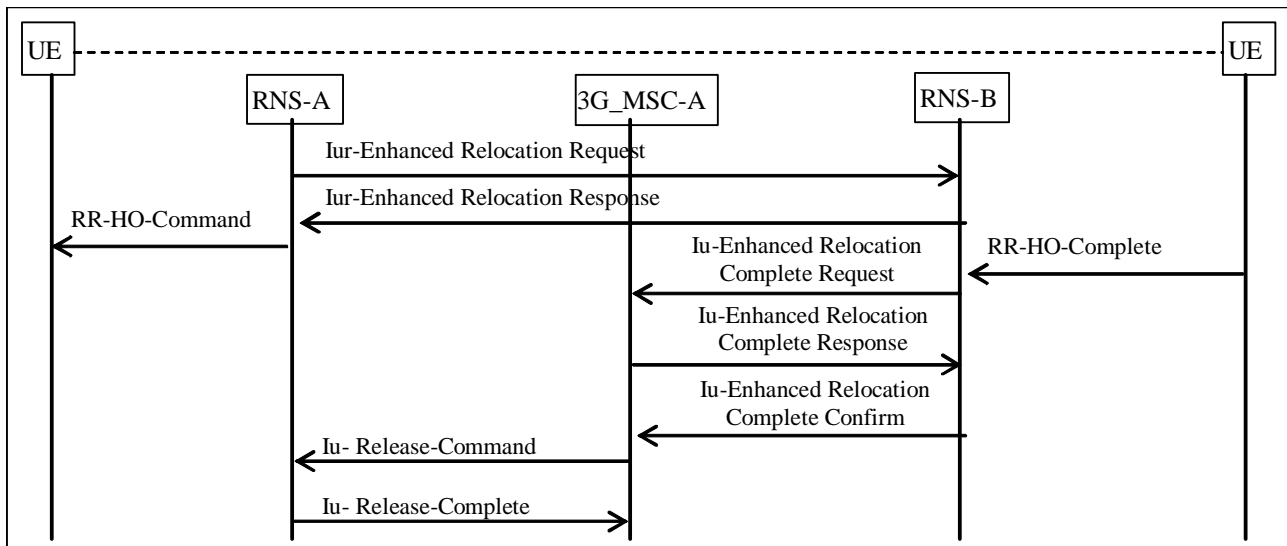 UE
UE
RNS-A
3G_MSC-A
RNS-B
Iur-Enhanced Relocation Request
Iur-Enhanced Relocation Response
RR-HO-Command
Iu-Enhanced Relocation
Complete Request
RR-HO-Complete
Iu-Enhanced Relocation
Complete Response
Iu-Enhanced Relocation
Complete Confirm
Iu- Release-Command
Iu- Release-Complete